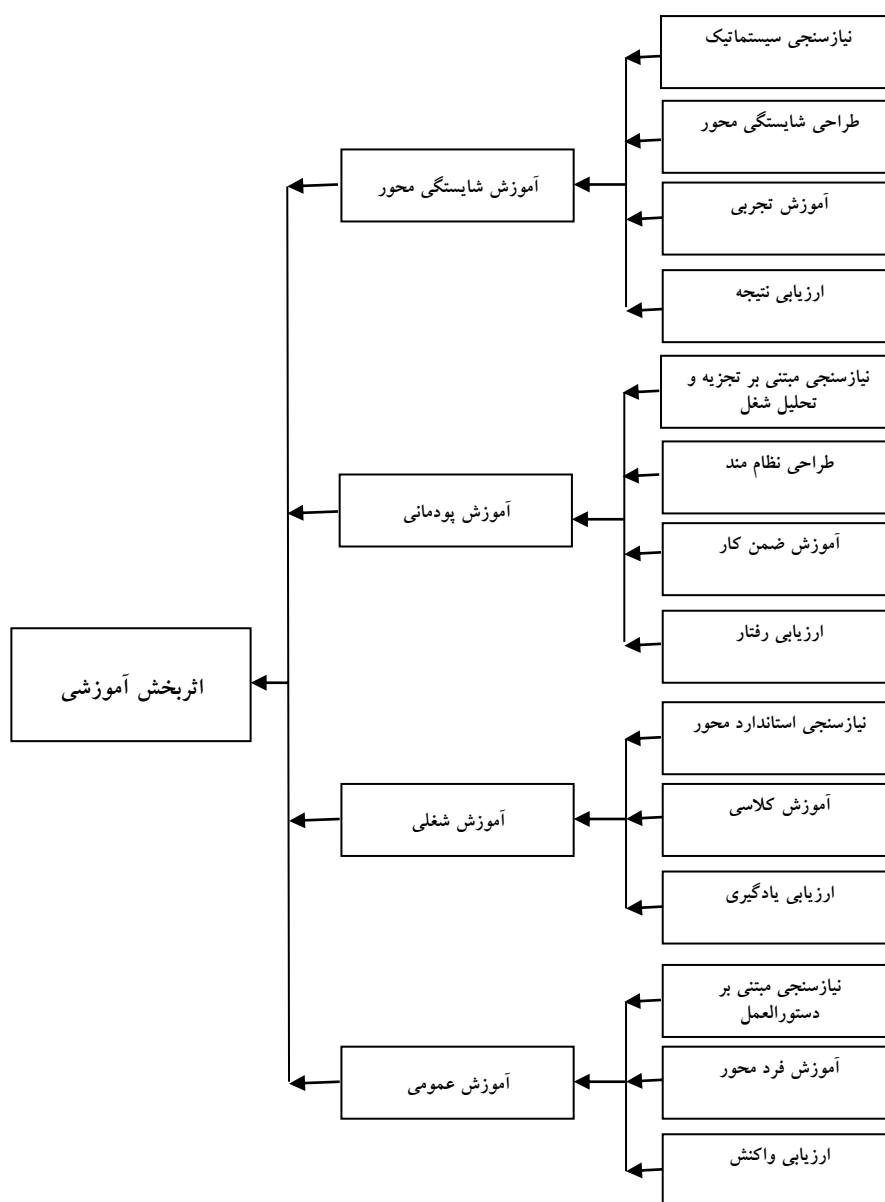 نیازسنجی سیستماتیک
طراحی شایستگی محور
آموزش شایستگی محور
آموزش تجربی
ارزیابی نتیجه
نیازسنجی مبتنی بر تجزیه و
تحلیل شغل
طراحی نظام مند
آموزش پودمانی
آموزش ضمن کار
ارزیابی رفتار
اثربخش آموزشی
نیازسنجی استاندارد محور
آموزش کلاسی
آموزش شغلی
ارزیابی یادگیری
نیازسنجی مبتنی بر
دستورالعمل
آموزش فرد محور
آموزش عمومی
ارزیابی واکنش